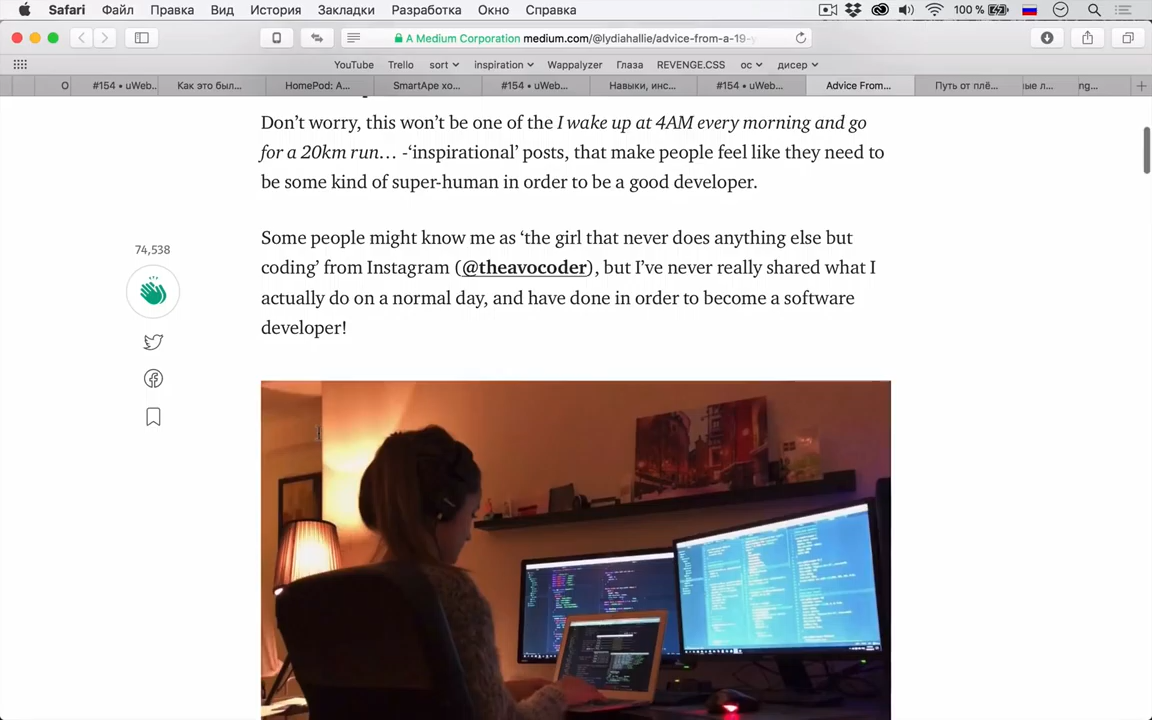 Safari Файл Правка Вид История Закладки Разработка Окно Справка 100 %
A Medium Corporation medium.com/@lydiahallie/advice-from-a-19-y
YouTube Trello sort inspiration Wappalyzer Глаза REVENGE.CSS ос дисер
О #154 • uWeb.. Как это был... HomePod: A... SmartApe хо... #154 • uWeb... Навыки, инс... #154 • uWeb... Advice From... Путь от плё... ые л... ng...
Don’t worry, this won’t be one of the I wake up at 4AM every morning and go
for a 20km run… -‘inspirational’ posts, that make people feel like they need to
be some kind of super-human in order to be a good developer.
Some people might know me as ‘the girl that never does anything else but
coding’ from Instagram (@theavocoder), but I’ve never really shared what I
actually do on a normal day, and have done in order to become a software
developer!
74,538